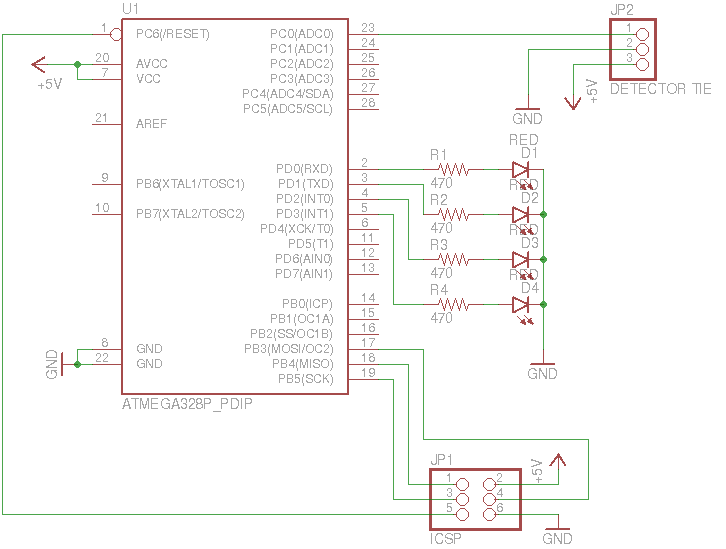 U1
JP2
1 PC6(/RESET) PC0(ADC0) 23
PC1(ADC1) 24
20 AVCC PC2(ADC2) 25
7 VCC PC3(ADC3) 26
PC4(ADC4/SDA) 27
PC5(ADC5/SCL) 28
+5V
21 AREF
1
2
3
+5V
GND
DETECTOR TIE
9 PB6(XTAL1/TOSC1)
10 PB7(XTAL2/TOSC2)
PD0(RXD) 2
PD1(TXD) 3
PD2(INT0) 4
PD3(INT1) 5
PD4(XCK/T0) 6
PD5(T1) 11
PD6(AIN0) 12
PD7(AIN1) 13
R1
470
R2
470
R3
470
R4
470
RED
D1
RED
D2
RED
D3
RED
D4
GND
PB0(ICP) 14
PB1(OC1A) 15
PB2(SS/OC1B) 16
8 GND PB3(MOSI/OC2) 17
22 GND PB4(MISO) 18
PB5(SCK) 19
GND
ATMEGA328P_PDIP
JP1
1 2
3 4
5 6
+5V
ICSP
GND